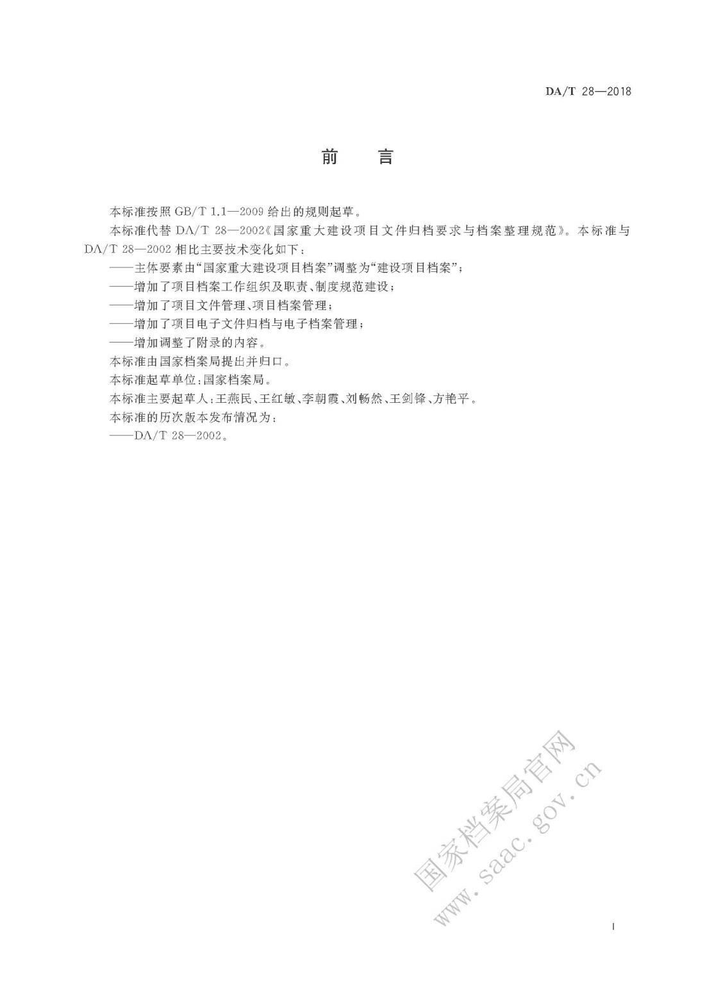 DA/T 28—2018
前 言
本标准按照 GB/T 1.1—2009 给出的规则起草。
本标准代替 DA/T 28—2002《国家重大建设项目文件归档要求与档案整理规范》。本标准与
DA/T 28—2002 相比主要技术变化如下：
——主体要素由“国家重大建设项目档案”调整为“建设项目档案”；
——增加了项目档案工作组织及职责、制度规范建设；
——增加了项目文件管理、项目档案管理；
——增加了项目电子文件归档与电子档案管理；
——增加调整了附录的内容。
本标准由国家档案局提出并归口。
本标准起草单位：国家档案局。
本标准主要起草人：王燕民、王红敏、李朝霞、刘畅然、王剑锋、方艳平。
本标准的历次版本发布情况为：
——DA/T 28—2002。
国家档案局官网
www.saac.gov.cn
I